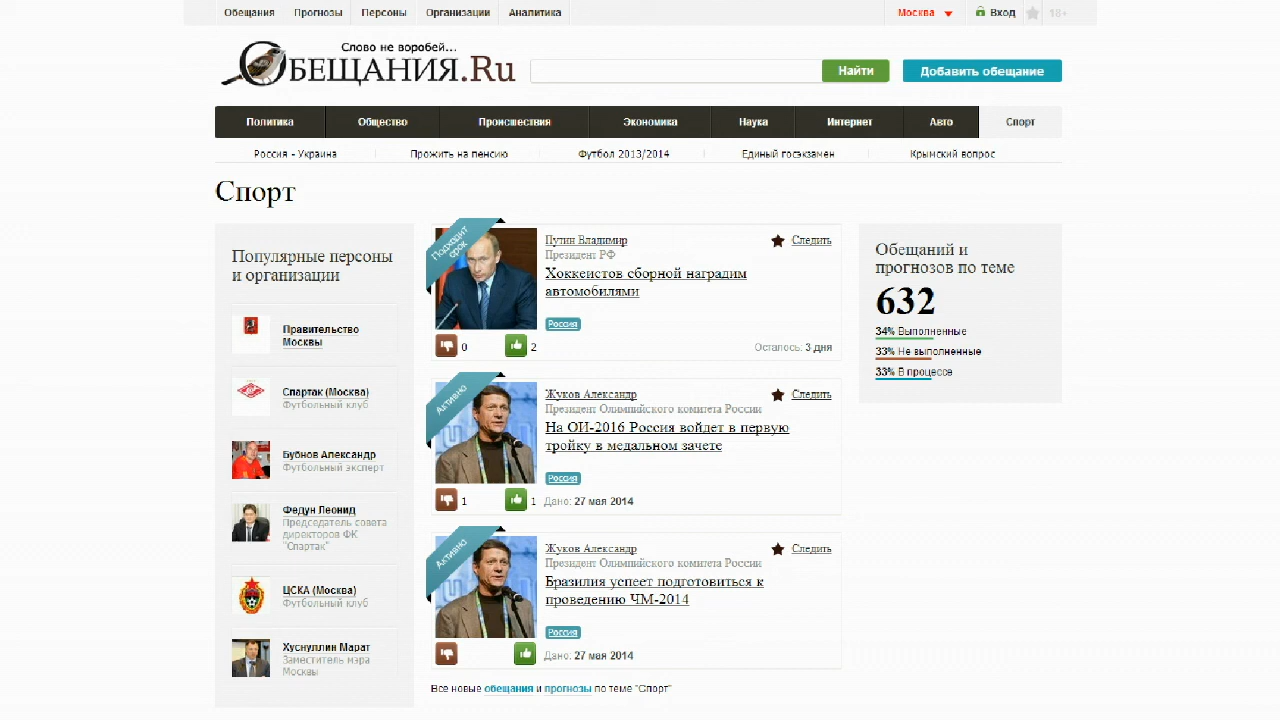 Обещания Прогнозы Персоны Организации Аналитика Москва Вход 18+
Слово не воробей...
ОБЕЩАНИЯ.Ru Найти Добавить обещание
Политика Общество Происшествия Экономика Наука Интернет Авто Спорт
Россия - Украина Прожить на пенсию Футбол 2013/2014 Единый госэкзамен Крымский вопрос
Спорт
Популярные персоны
и организации
Правительство
Москвы
Спартак (Москва)
Футбольный клуб
Бубнов Александр
Футбольный эксперт
Федун Леонид
Председатель совета
директоров ФК
"Спартак"
ЦСКА (Москва)
Футбольный клуб
Хуснуллин Марат
Заместитель мэра
Москвы
Подходит
срок
Путин Владимир Следить
Президент РФ
Хоккеистов сборной наградим
автомобилями
Россия
0 2 Осталось: 3 дня
Активно
Жуков Александр Следить
Президент Олимпийского комитета России
На ОИ-2016 Россия войдет в первую
тройку в медальном зачете
Россия
1 1 Дано: 27 мая 2014
Активно
Жуков Александр Следить
Президент Олимпийского комитета России
Бразилия успеет подготовиться к
проведению ЧМ-2014
Россия
Дано: 27 мая 2014
Все новые обещания и прогнозы по теме "Спорт"
Обещаний и
прогнозов по теме
632
34% Выполненные
33% Не выполненные
33% В процессе